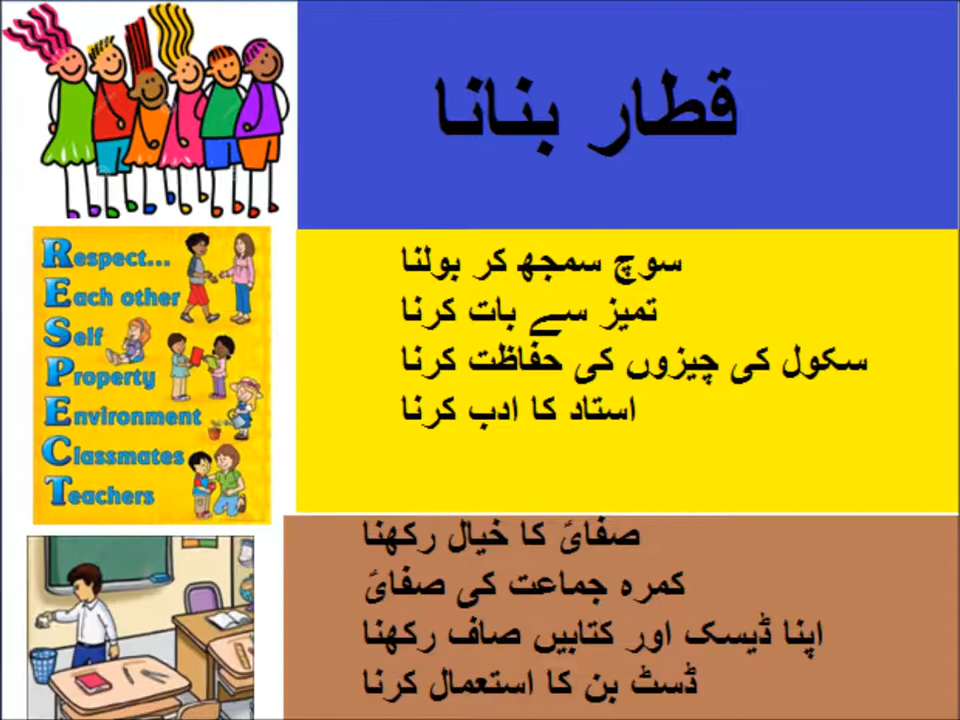 قطار بنانا
Respect...
Each other
Self
Property
Environment
Classmates
Teachers
سوچ سمجھ کر بولنا
تمیز سے بات کرنا
سکول کی چیزوں کی حفاظت کرنا
استاد کا ادب کرنا
صفائ کا خیال رکھنا
کمرہ جماعت کی صفائ
اپنا ڈیسک اور کتابیں صاف رکھنا
ڈسٹ بن کا استعمال کرنا